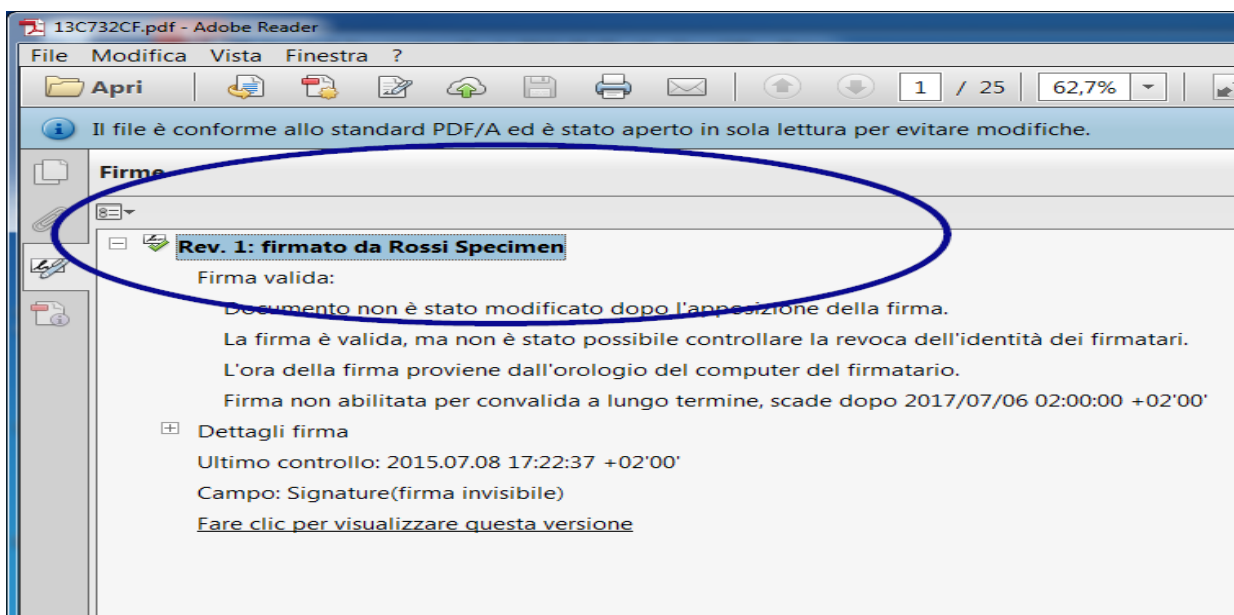 13C732CF.pdf - Adobe Reader
File Modifica Vista Finestra ?
Apri 1 / 25 62,7%
Il file è conforme allo standard PDF/A ed è stato aperto in sola lettura per evitare modifiche.
Firme
Rev. 1: firmato da Rossi Specimen
Firma valida:
Documento non è stato modificato dopo l'apposizione della firma.
La firma è valida, ma non è stato possibile controllare la revoca dell'identità dei firmatari.
L'ora della firma proviene dall'orologio del computer del firmatario.
Firma non abilitata per convalida a lungo termine, scade dopo 2017/07/06 02:00:00 +02'00'
Dettagli firma
Ultimo controllo: 2015.07.08 17:22:37 +02'00'
Campo: Signature(firma invisibile)
Fare clic per visualizzare questa versione